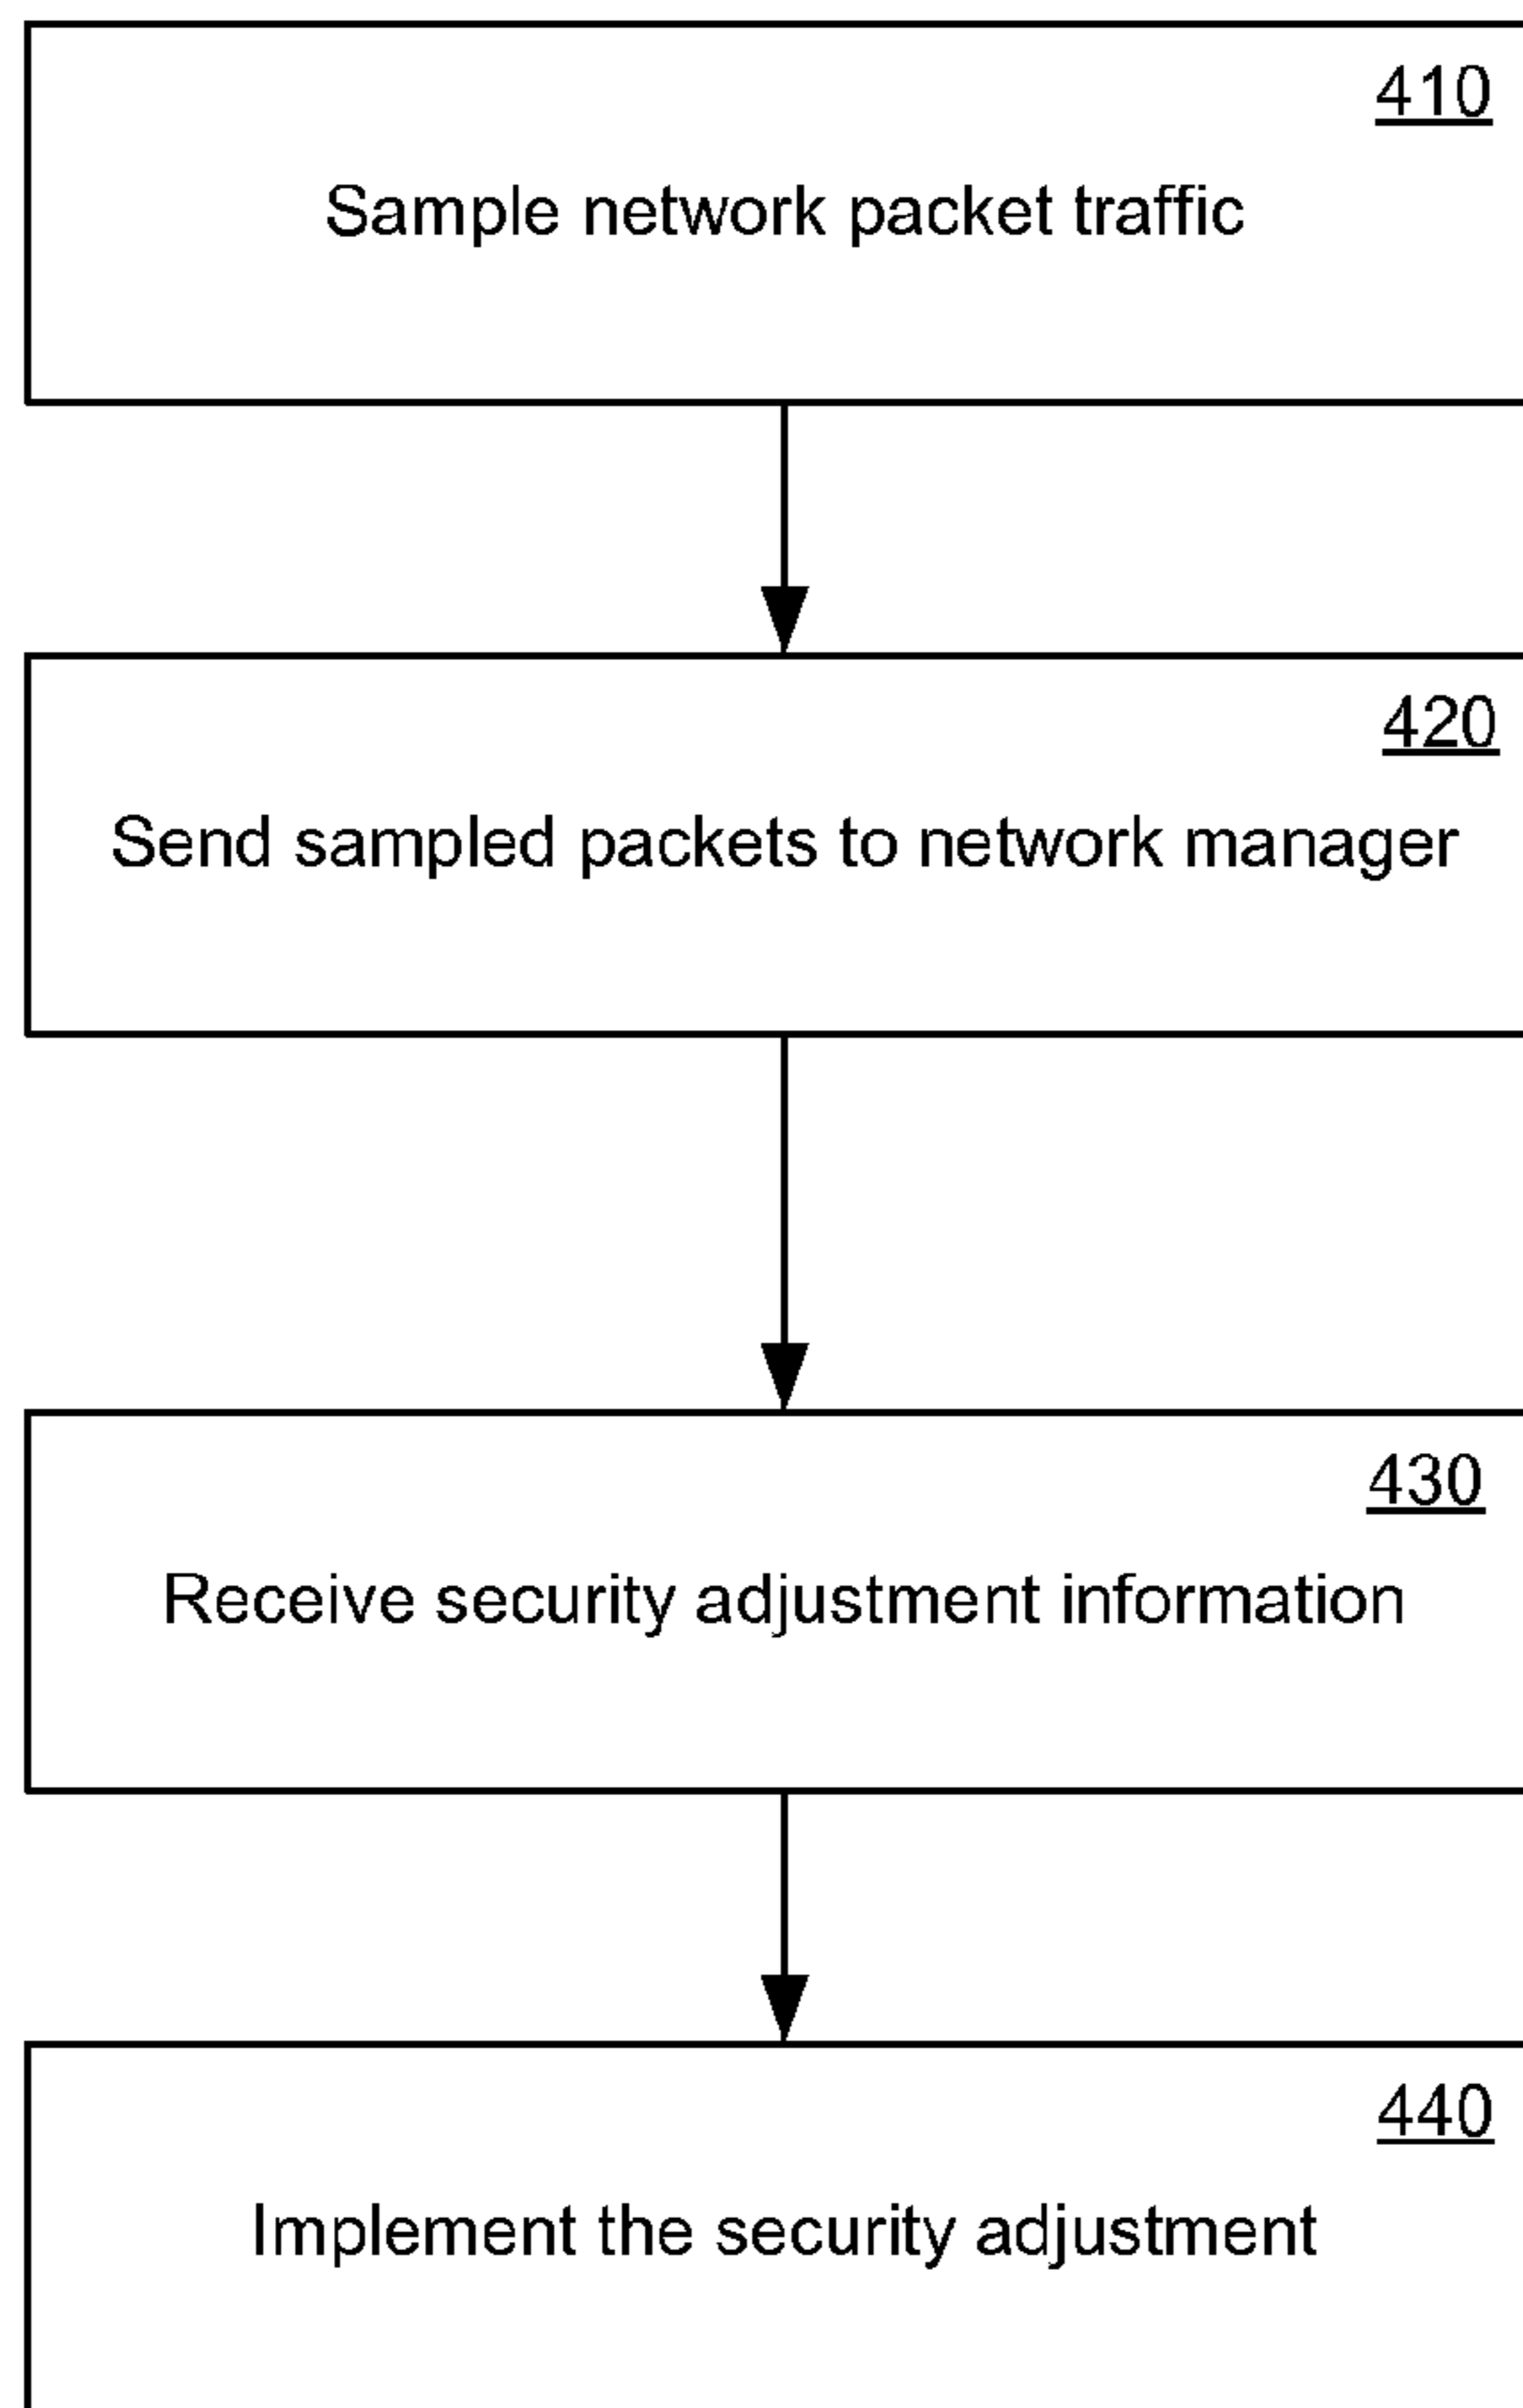 410
Sample network packet traffic
420
Send sampled packets to network manager
430
Receive security adjustment information
440
Implement the security adjustment